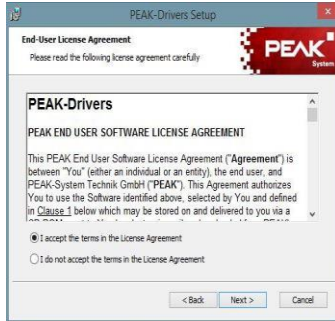 PEAK-Drivers Setup
End-User License Agreement
Please read the following license agreement carefully
PEAK
System
PEAK-Drivers
PEAK END USER SOFTWARE LICENSE AGREEMENT
This PEAK End User Software License Agreement ("Agreement") is
between "You" (either an individual or an entity), the end user, and
PEAK-System Technik GmbH ("PEAK"). This Agreement authorizes
You to use the Software identified above, selected by You and defined
in Clause 1 below which may be stored on and delivered to you via a
I accept the terms in the License Agreement
I do not accept the terms in the License Agreement
< Back
Next >
Cancel